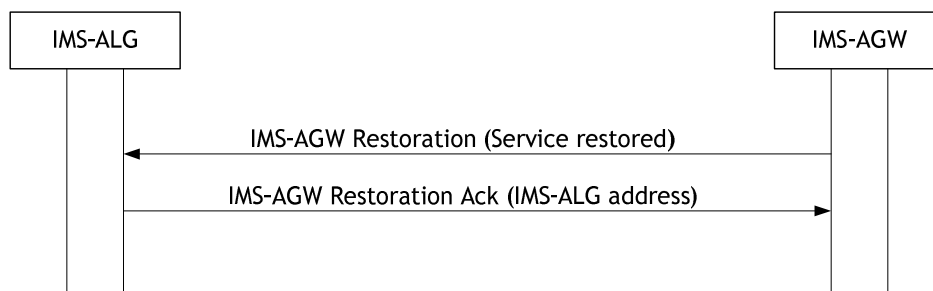 IMS-ALG
IMS-AGW
IMS-AGW Restoration (Service restored)
IMS-AGW Restoration Ack (IMS-ALG address)